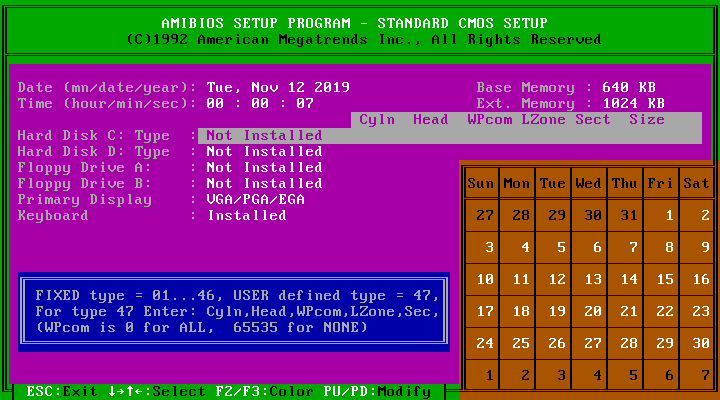 AMIBIOS SETUP PROGRAM - STANDARD CMOS SETUP
(C)1992 American Megatrends Inc., All Rights Reserved
Date (mn/date/year): Tue, Nov 12 2019 Base Memory : 640 KB
Time (hour/min/sec): 00 : 00 : 07 Ext. Memory : 1024 KB
Cyln Head WPcom LZone Sect Size
Hard Disk C: Type : Not Installed
Hard Disk D: Type : Not Installed
Floppy Drive A: : Not Installed
Floppy Drive B: : Not Installed
Primary Display : VGA/PGA/EGA
Keyboard : Installed
Sun Mon Tue Wed Thu Fri Sat
27 28 29 30 31 1 2
3 4 5 6 7 8 9
10 11 12 13 14 15 16
17 18 19 20 21 22 23
24 25 26 27 28 29 30
1 2 3 4 5 6 7
FIXED type = 01...46, USER defined type = 47,
For type 47 Enter: Cyln,Head,WPcom,LZone,Sec,
(WPcom is 0 for ALL, 65535 for NONE)
ESC:Exit ↓→↑←:Select F2/F3:Color PU/PD:Modify